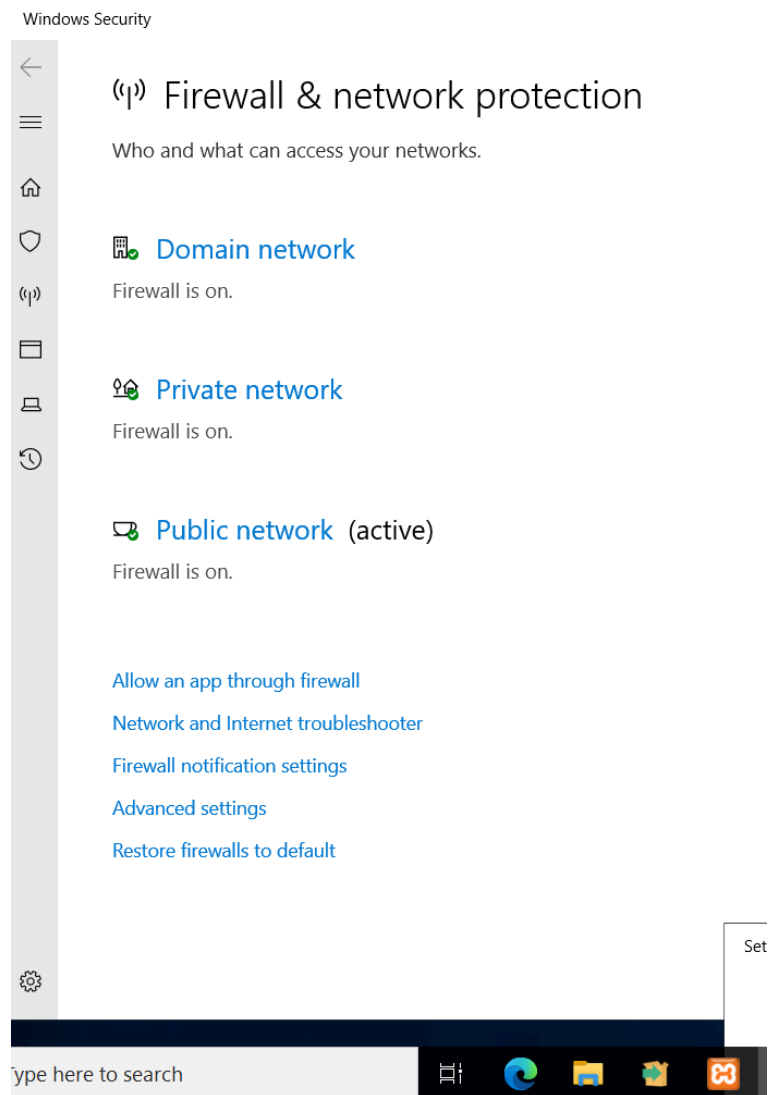 Windows Security
Firewall & network protection
Who and what can access your networks.
Domain network
Firewall is on.
Private network
Firewall is on.
Public network (active)
Firewall is on.
Allow an app through firewall
Network and Internet troubleshooter
Firewall notification settings
Advanced settings
Restore firewalls to default
Set
ype here to search